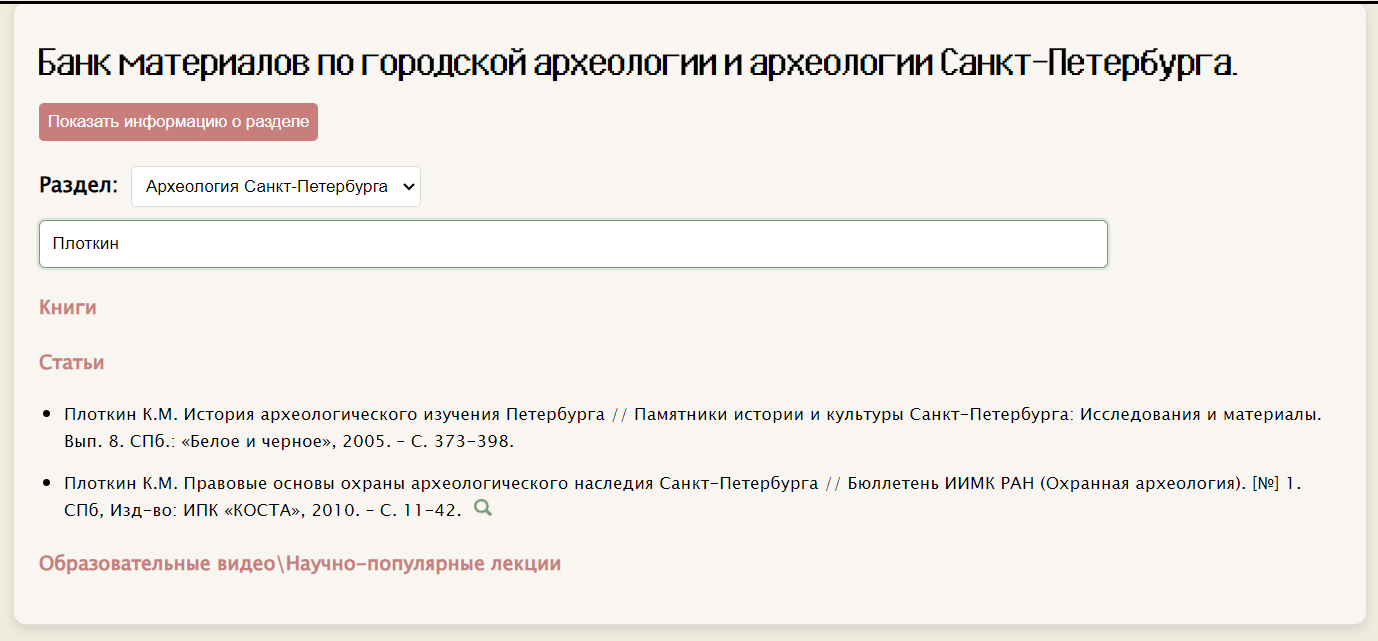 Банк материалов по городской археологии и археологии Санкт-Петербурга.
Показать информацию о разделе
Раздел: Археология Санкт-Петербурга
Плоткин
Книги
Статьи
• Плоткин К.М. История археологического изучения Петербурга // Памятники истории и культуры Санкт-Петербурга: Исследования и материалы.
Вып. 8. СПб.: «Белое и черное», 2005. – С. 373–398.
• Плоткин К.М. Правовые основы охраны археологического наследия Санкт-Петербурга // Бюллетень ИИМК РАН (Охранная археология). [№] 1.
СПб, Изд-во: ИПК «КОСТА», 2010. – С. 11–42.
Образовательные видео\Научно-популярные лекции